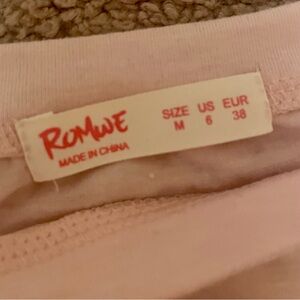 ROMWE
MADE IN CHINA
SIZE US EUR
M 6 38